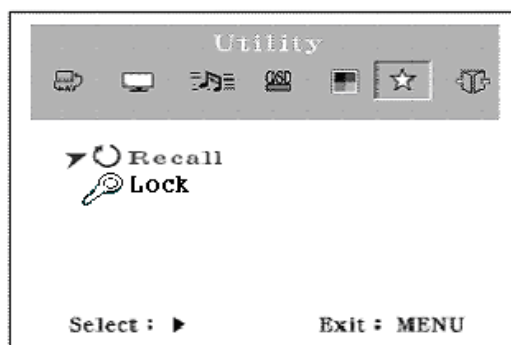 Utility
OSD
Recall
Lock
Select : ▶ Exit : MENU